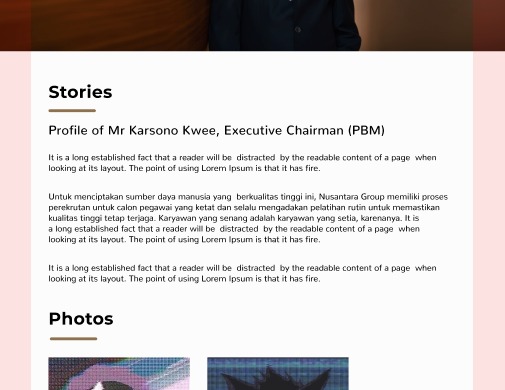 Stories
Profile of Mr Karsono Kwee, Executive Chairman (PBM)
It is a long established fact that a reader will be  distracted  by the readable content of a page  when
looking at its layout. The point of using Lorem Ipsum is that it has fire.
Untuk menciptakan sumber daya manusia yang  berkualitas tinggi ini, Nusantara Group memiliki proses
perekrutan untuk calon pegawai yang ketat dan selalu mengadakan pelatihan rutin untuk memastikan
kualitas tinggi tetap terjaga. Karyawan yang senang adalah karyawan yang setia, karenanya. It is
a long established fact that a reader will be  distracted  by the readable content of a page  when
looking at its layout. The point of using Lorem Ipsum is that it has fire.
It is a long established fact that a reader will be  distracted  by the readable content of a page  when
looking at its layout. The point of using Lorem Ipsum is that it has fire.
Photos